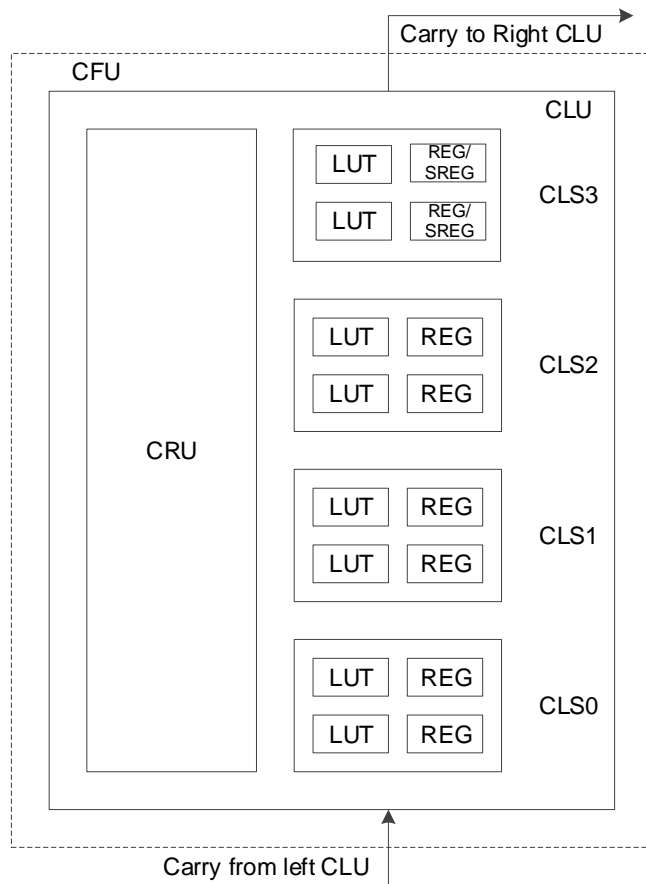 Carry to Right CLU
CFU
CLU
CRU
LUT
REG/
SREG
LUT
REG/
SREG
CLS3
LUT
REG
LUT
REG
CLS2
LUT
REG
LUT
REG
CLS1
LUT
REG
LUT
REG
CLS0
Carry from left CLU